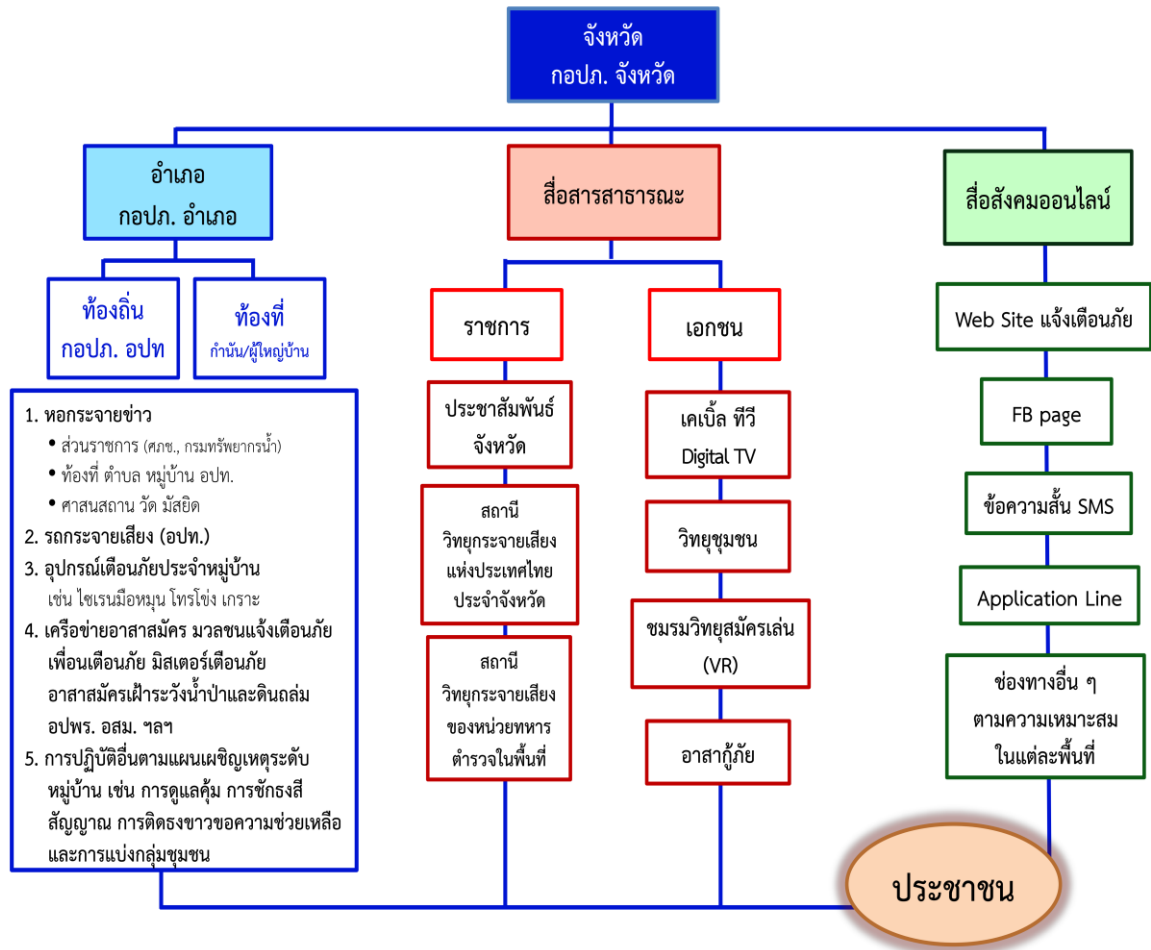 จังหวัด
กอปภ. จังหวัด
อำเภอ
กอปภ. อำเภอ
สื่อสารสาธารณะ
สื่อสังคมออนไลน์
ท้องถิ่น
กอปภ. อปท
ท้องที่
กำนัน/ผู้ใหญ่บ้าน
1. หอกระจายข่าว
• ส่วนราชการ (ศภช., กรมทรัพยากรน้ำ)
• ท้องที่ ตำบล หมู่บ้าน อปท.
• ศาสนสถาน วัด มัสยิด
2. รถกระจายเสียง (อปท.)
3. อุปกรณ์เตือนภัยประจำหมู่บ้าน
เช่น ไซเรนมือหมุน โทรโข่ง เกราะ
4. เครือข่ายอาสาสมัคร มวลชนแจ้งเตือนภัย
เพื่อนเตือนภัย มิสเตอร์เตือนภัย
อาสาสมัครเฝ้าระวังน้ำป่าและดินถล่ม
อปพร. อสม. ฯลฯ
5. การปฏิบัติอื่นตามแผนเผชิญเหตุระดับ
หมู่บ้าน เช่น การดูแลคุ้ม การชักธงสี
สัญญาณ การติดธงขาวขอความช่วยเหลือ
และการแบ่งกลุ่มชุมชน
ราชการ
ประชาสัมพันธ์
จังหวัด
สถานี
วิทยุกระจายเสียง
แห่งประเทศไทย
ประจำจังหวัด
สถานี
วิทยุกระจายเสียง
ของหน่วยทหาร
ตำรวจในพื้นที่
เอกชน
เคเบิ้ล ทีวี
Digital TV
วิทยุชุมชน
ชมรมวิทยุสมัครเล่น
(VR)
อาสากู้ภัย
Web Site แจ้งเตือนภัย
FB page
ข้อความสั้น SMS
Application Line
ช่องทางอื่น ๆ
ตามความเหมาะสม
ในแต่ละพื้นที่
ประชาชน